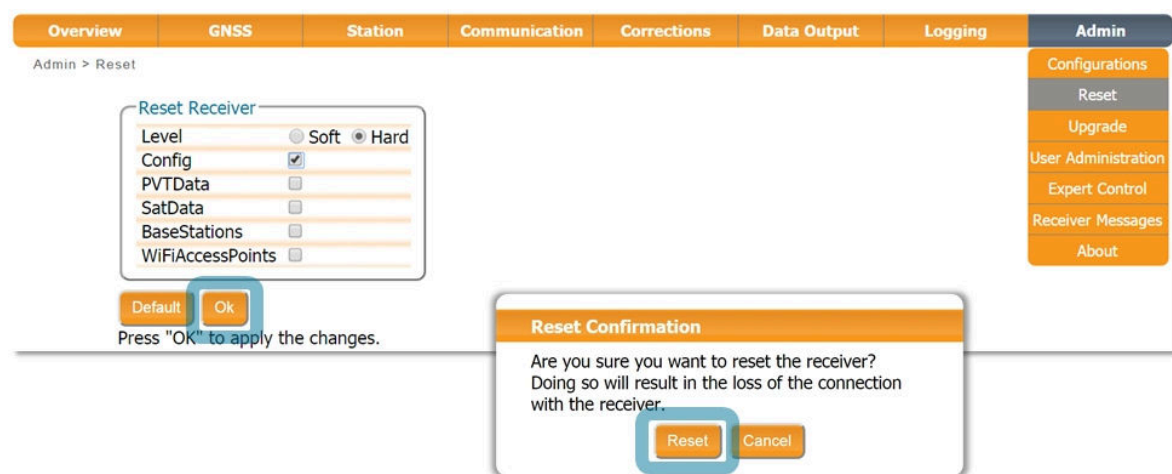 Overview GNSS Station Communication Corrections Data Output Logging Admin
Admin > Reset
Configurations
Reset
Upgrade
User Administration
Expert Control
Receiver Messages
About
Reset Receiver
Level Soft Hard
Config
PVTData
SatData
BaseStations
WiFiAccessPoints
Default Ok
Press "OK" to apply the changes.
Reset Confirmation
Are you sure you want to reset the receiver?
Doing so will result in the loss of the connection
with the receiver.
Reset Cancel